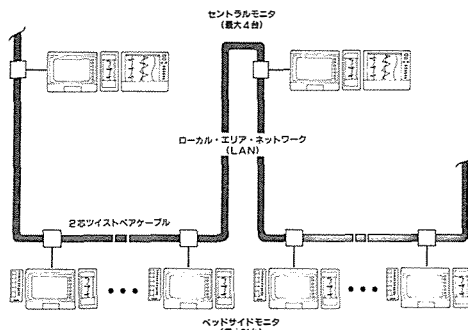 セントラルモニタ
(最大4台)
ローカル・エリア・ネットワーク
(LAN)
2芯ツイストペアケーブル
ベッドサイドモニタ